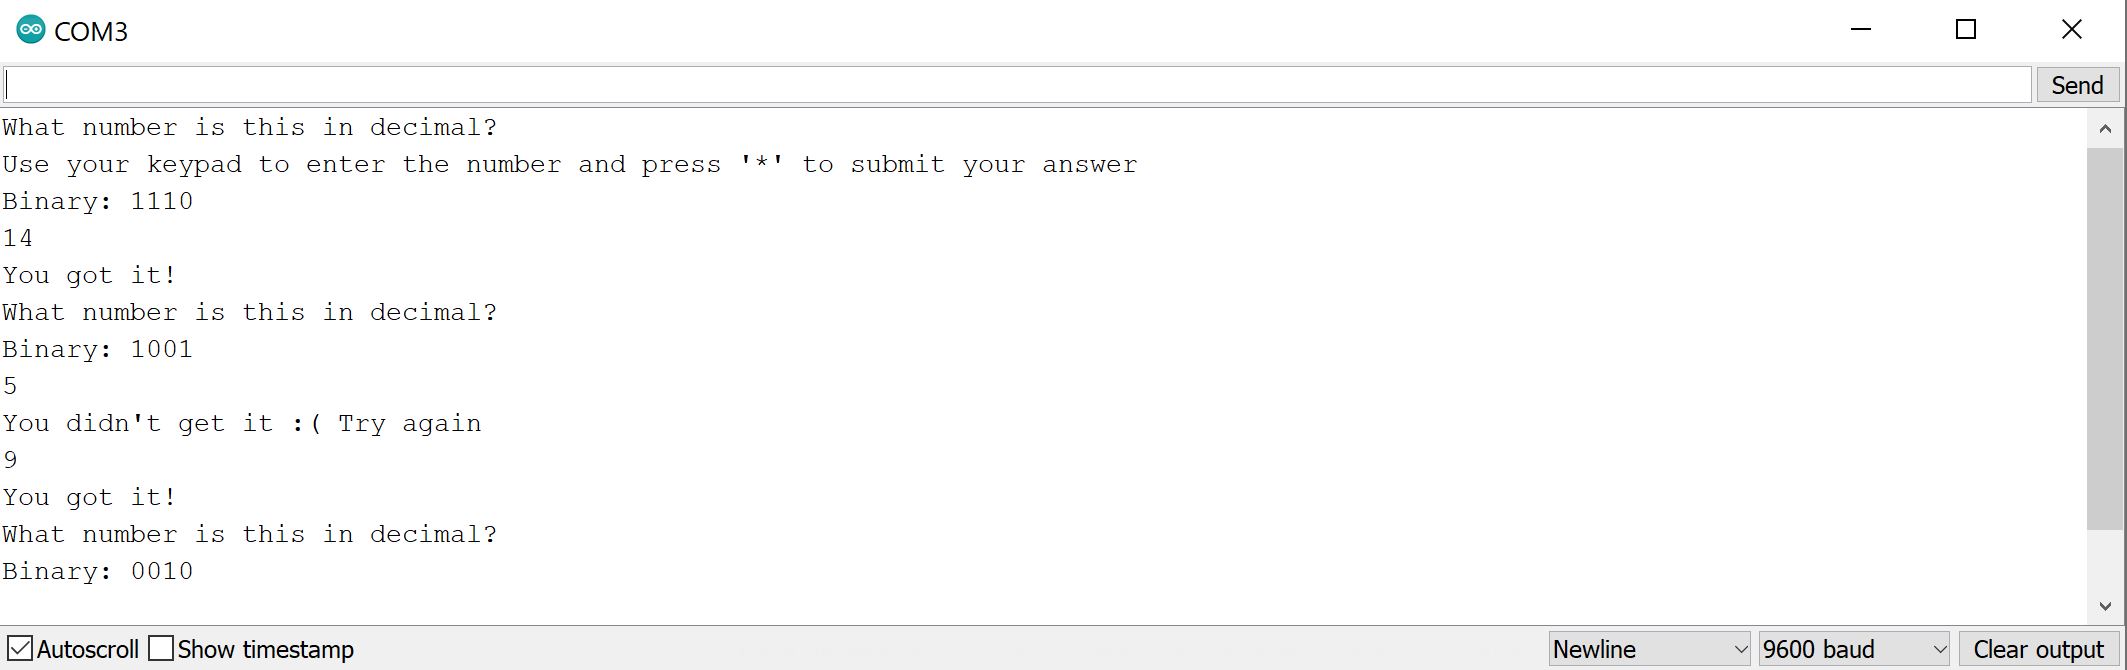 COM3
Send
What number is this in decimal?
Use your keypad to enter the number and press '*' to submit your answer
Binary: 1110
14
You got it!
What number is this in decimal?
Binary: 1001
5
You didn't get it :( Try again
9
You got it!
What number is this in decimal?
Binary: 0010
Autoscroll Show timestamp Newline 9600 baud Clear output